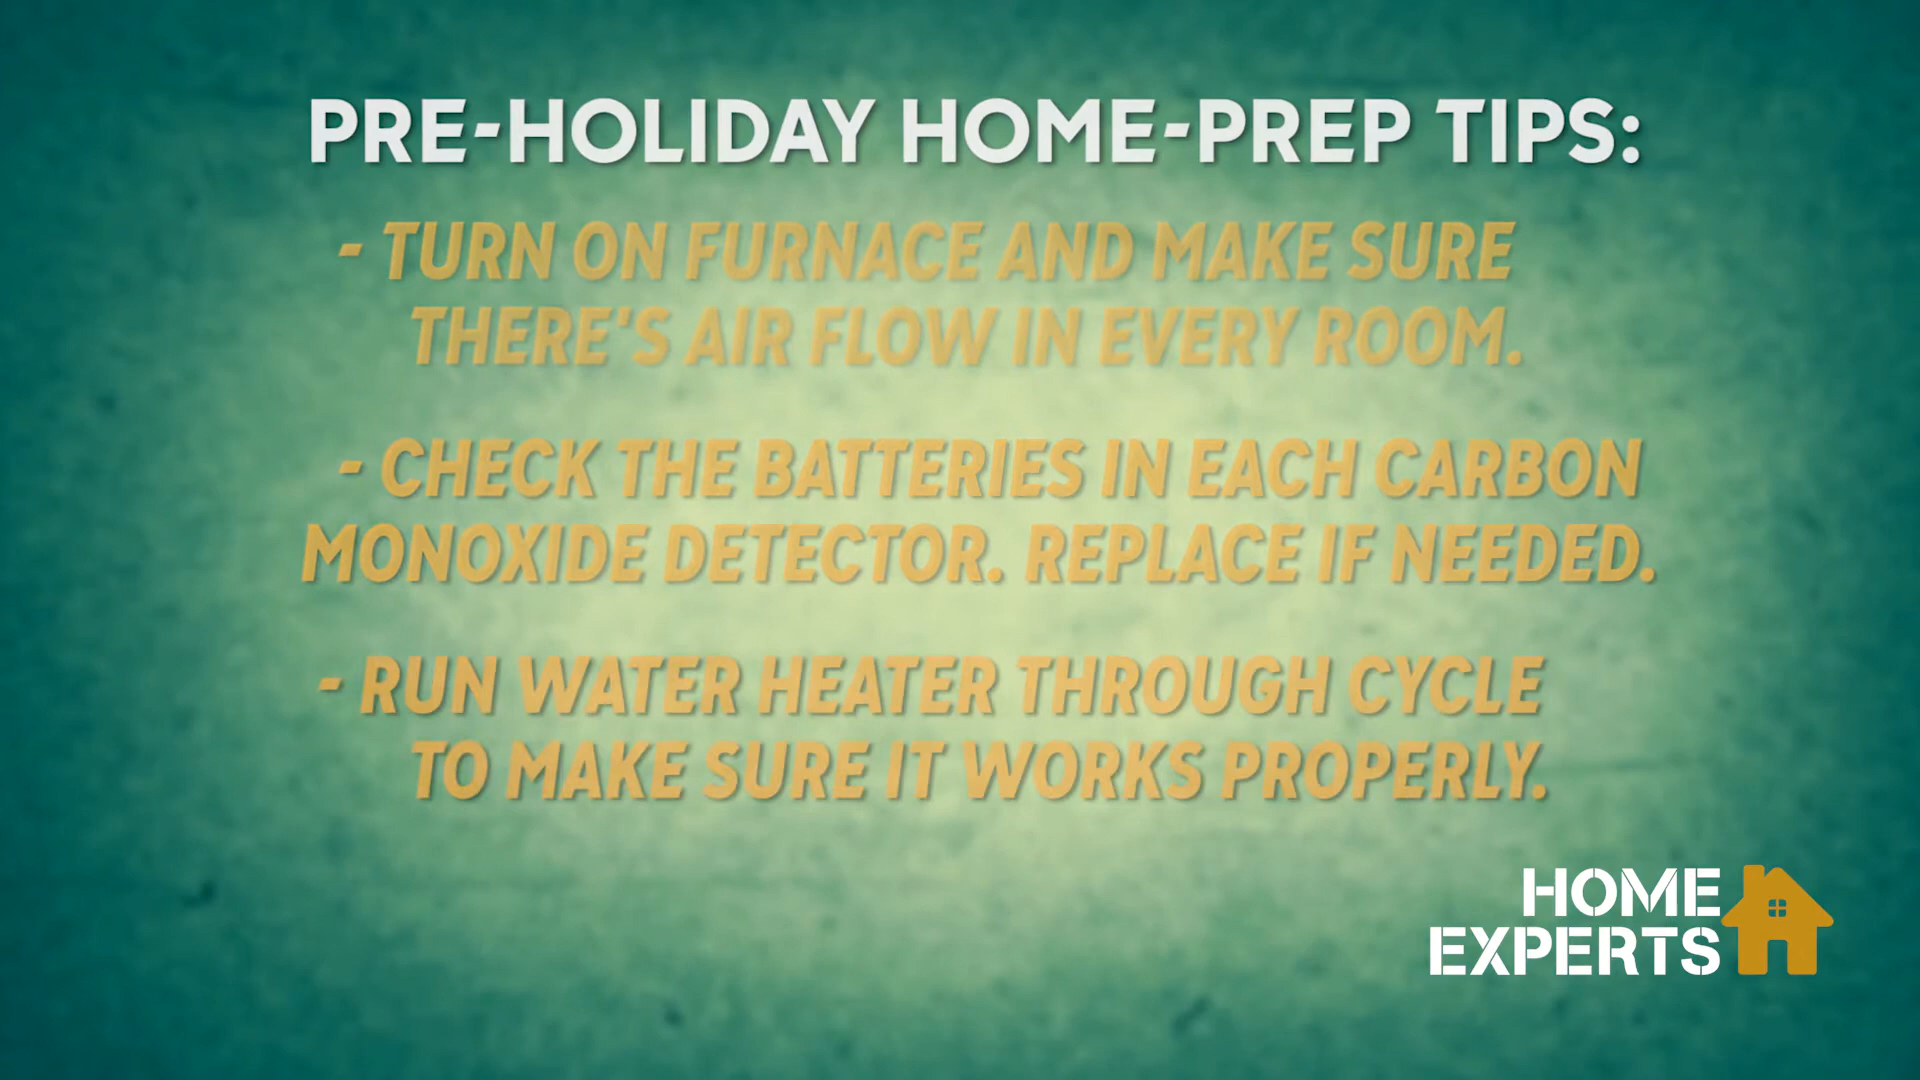 PRE-HOLIDAY HOME-PREP TIPS:
- TURN ON FURNACE AND MAKE SURE
THERE'S AIR FLOW IN EVERY ROOM.
- CHECK THE BATTERIES IN EACH CARBON
MONOXIDE DETECTOR. REPLACE IF NEEDED.
- RUN WATER HEATER THROUGH CYCLE
TO MAKE SURE IT WORKS PROPERLY.
HOME
EXPERTS